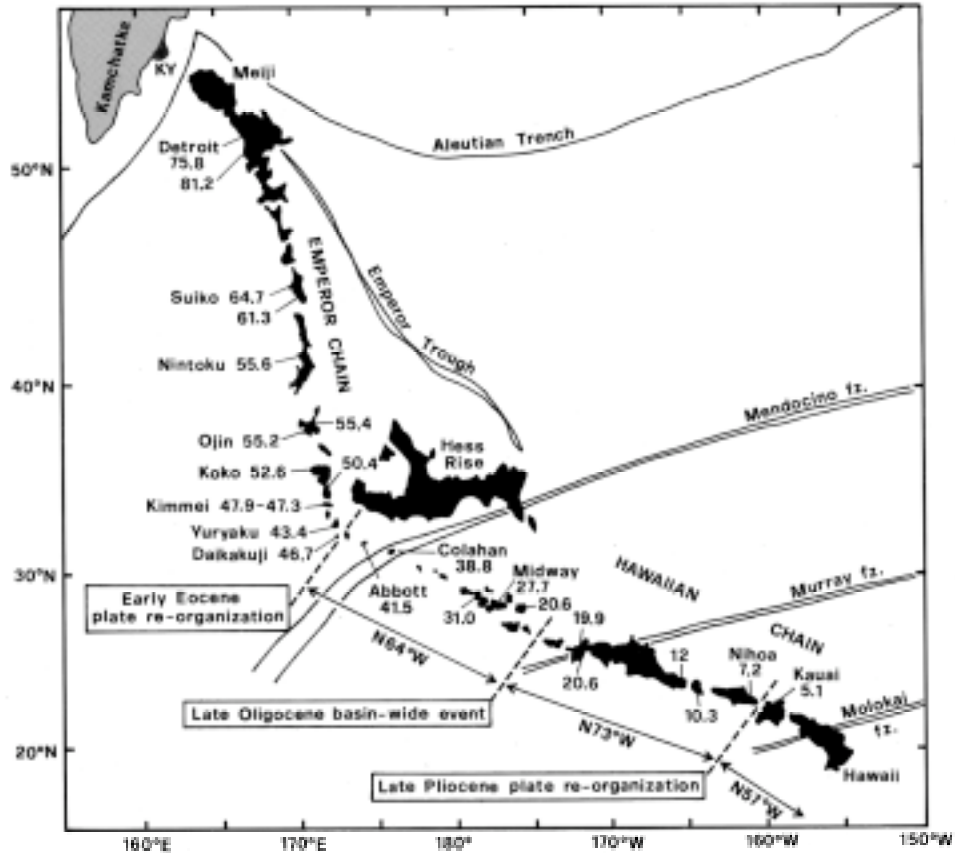 Kamchatke
KY
Meiji
Aleutian Trench
Detroit
75.8
81.2
50°N
EMPEROR CHAIN
Emperor Trough
Suiko 64.7
61.3
Nintoku 55.6
40°N
Mendocino fz.
55.4
Ojin 55.2
Hess
Rise
50.4
Koko 52.6
Kimmei 47.9-47.3
Yuryaku 43.4
Daikakuji 46.7
30°N
Colahan
38.8
HAWAIIAN
CHAIN
Midway
27.7
Abbott
41.5
31.0
20.6
19.9
Murray fz.
Early Eocene
plate re-organization
N64°W
20.6
12
10.3
Nihoa
7.2
Kauai
5.1
Molokai
fz.
Late Oligocene basin-wide event
N73°W
20°N
Late Pliocene plate re-organization
N57°W
Hawaii
160°E
170°E
180°
170°W
160°W
150°W